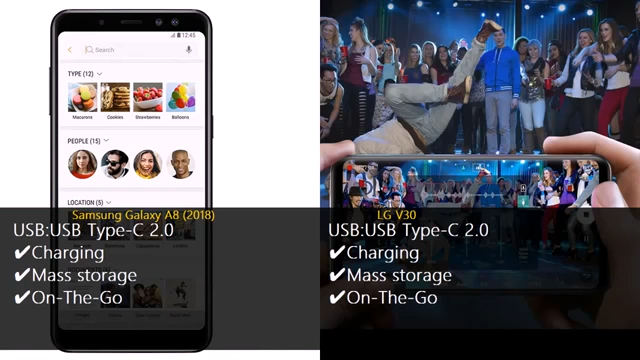 12:45
Search
TYPE (12)
Macarons Cookies Strawberries Balloons
PEOPLE (15)
LOCATION (5)
Samsung Galaxy A8 (2018)
USB:USB Type-C 2.0
✔Charging
✔Mass storage
✔On-The-Go
LG V30
USB:USB Type-C 2.0
✔Charging
✔Mass storage
✔On-The-Go